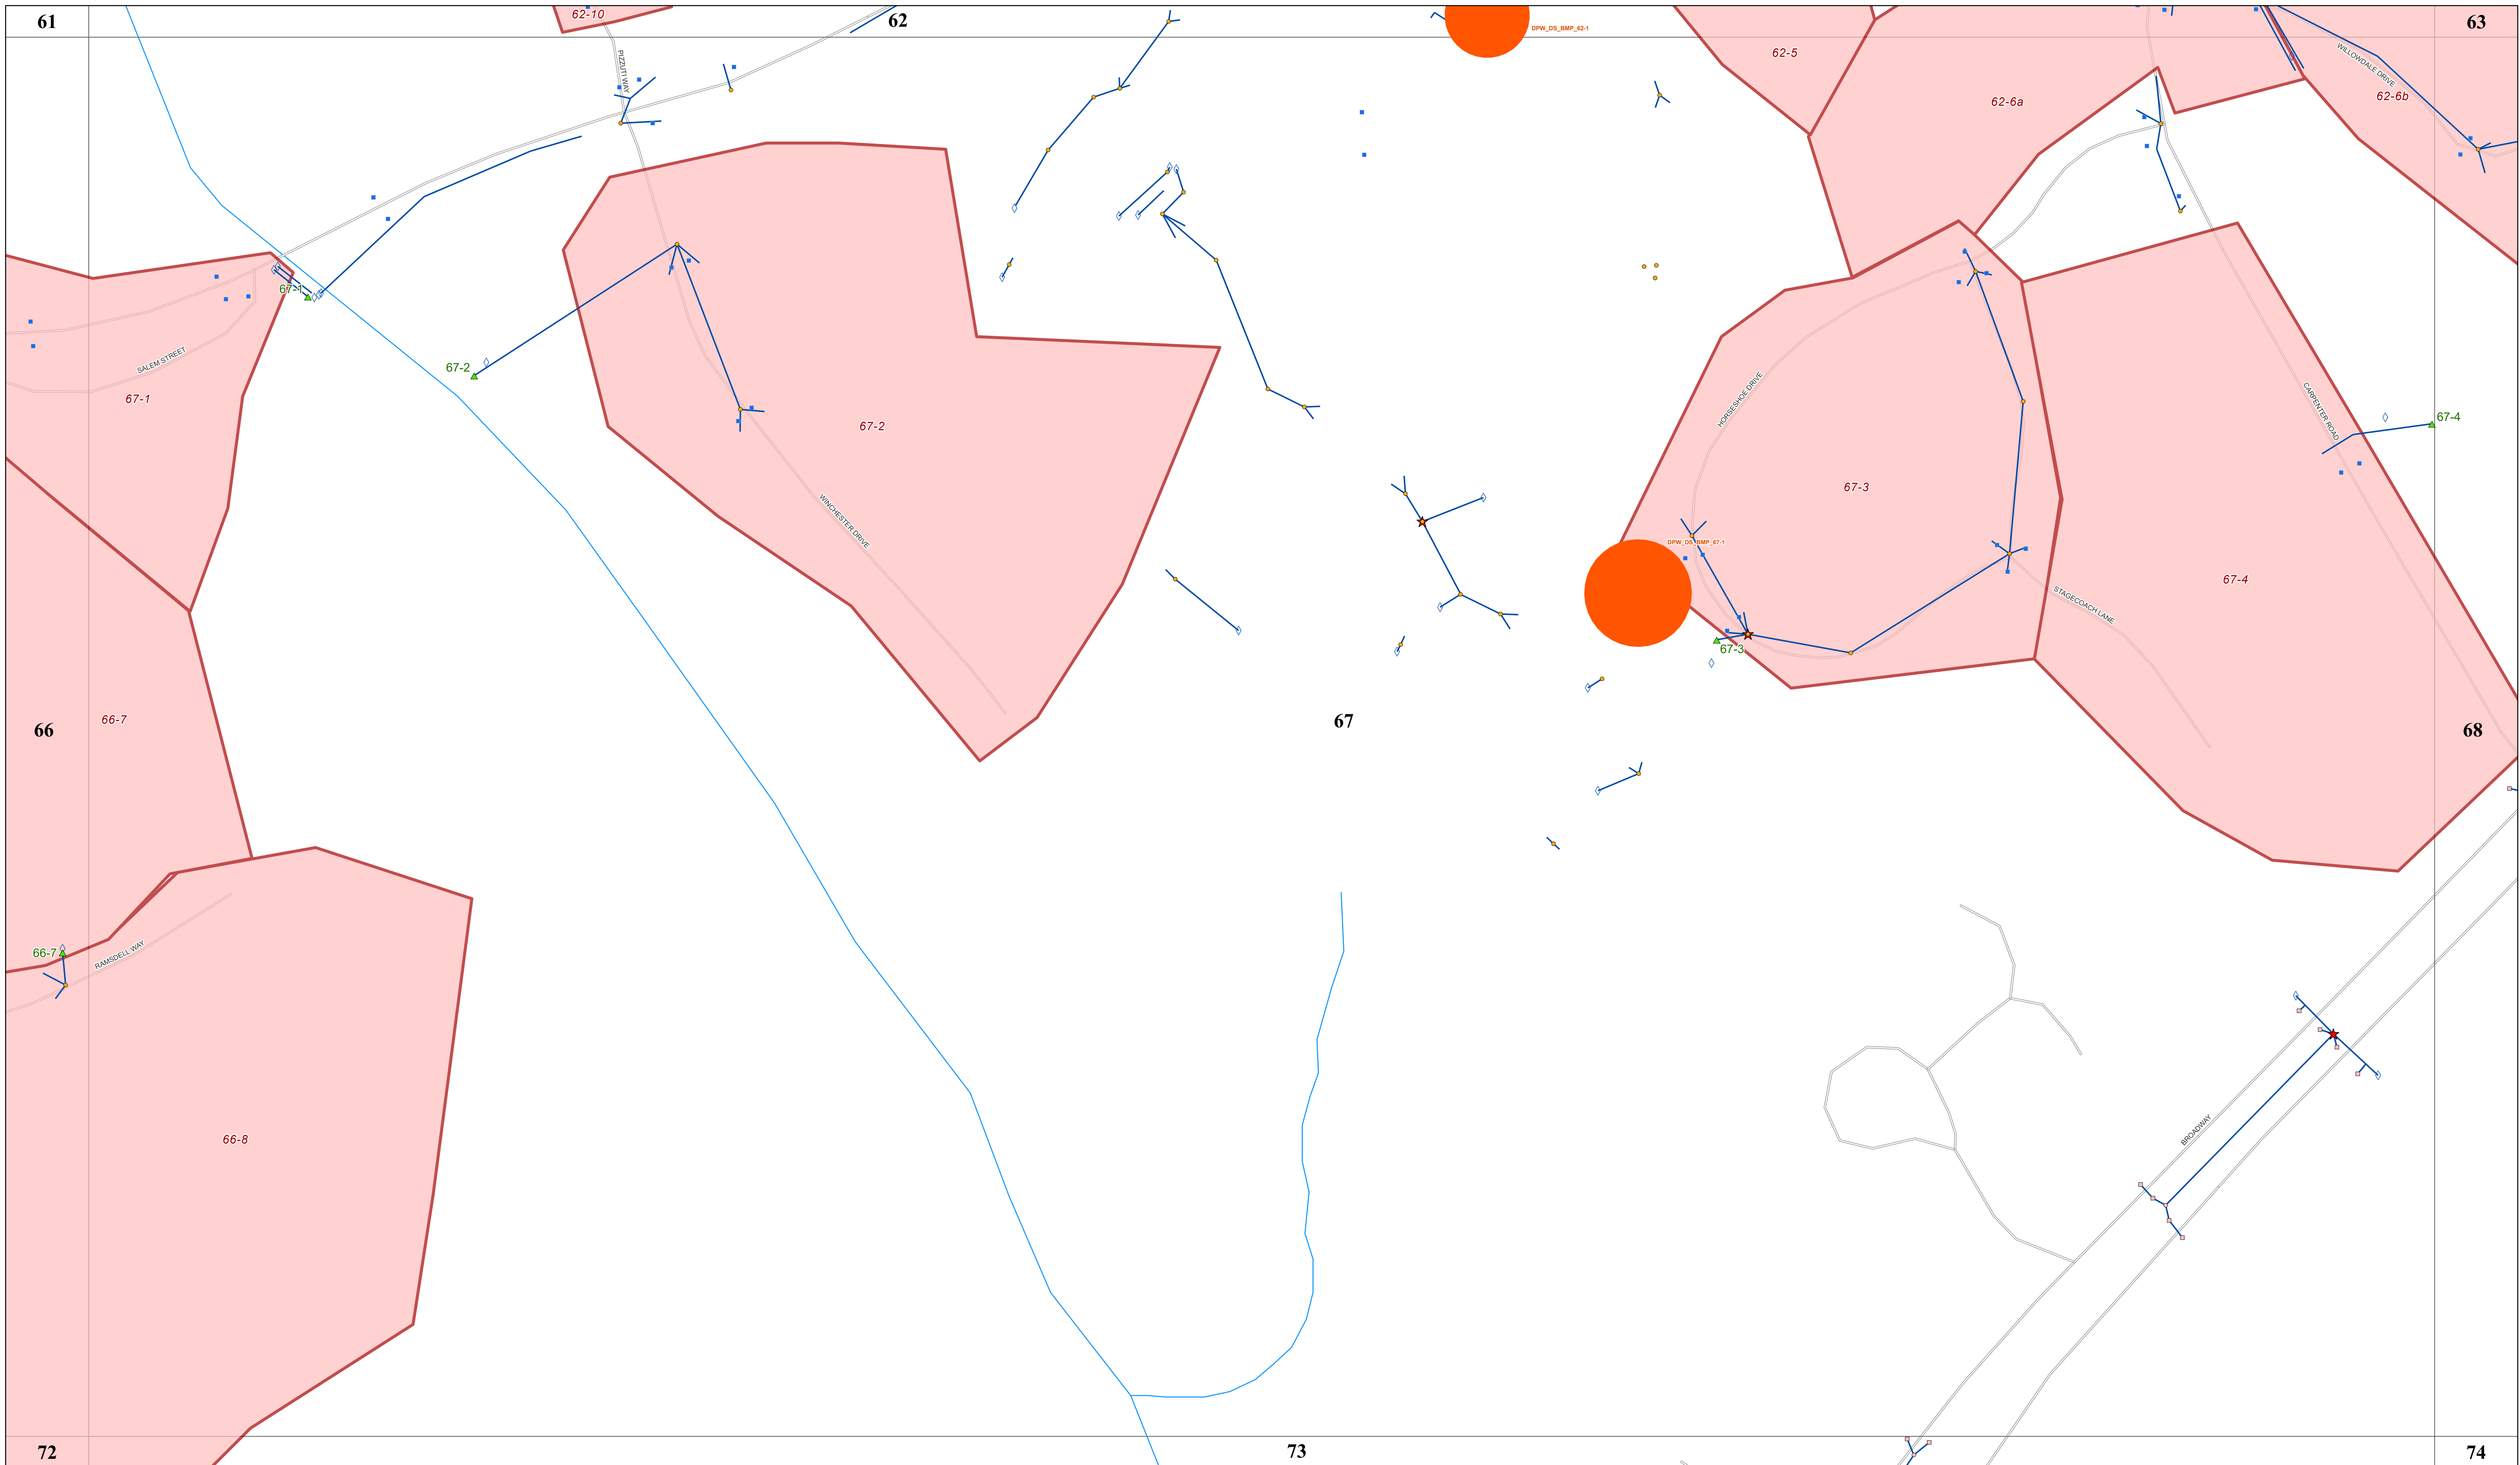 61
62-10
62
DPW_DS_BMP_62-1
63
PIZZUTI WAY
62-5
WILLOWDALE DRIVE
62-6a
62-6b
67-1
SALEM STREET
67-2
67-1
67-2
HORSESHOE DRIVE
CARPENTER ROAD
67-4
67-3
WINCHESTER DRIVE
DPW_DS_BMP_67-1
67-4
STAGECOACH LANE
67-3
66
66-7
67
68
66-7
RAMSDELL WAY
66-8
BROADWAY
72
73
74